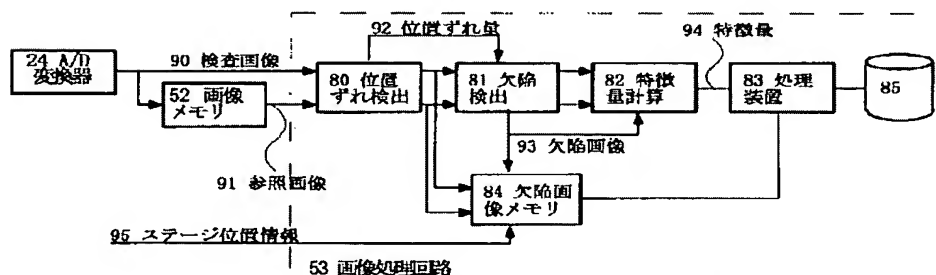 92 位置ずれ量
94 特徴量
24 A/D
変換器
90 検査画像
80 位置
ずれ検出
81 欠陥
検出
82 特徴
量計算
83 処理
装置
85
52 画像
メモリ
93 欠陥画像
91 参照画像
84 欠陥画
像メモリ
95 ステージ位置情報
53 画像処理回路